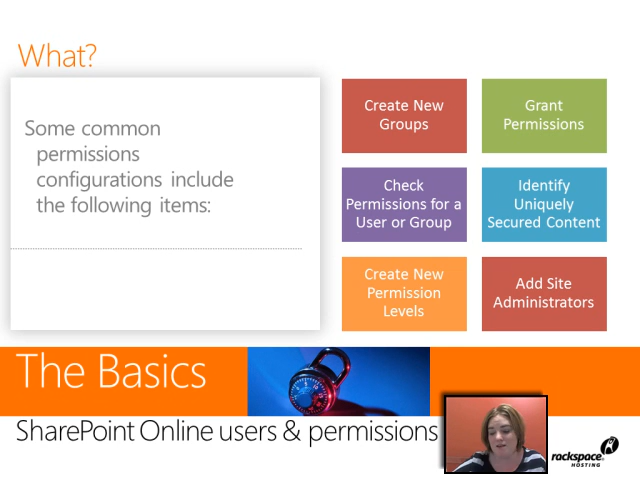 What?
Some common
permissions
configurations include
the following items:
Create New
Groups
Grant
Permissions
Check
Permissions for a
User or Group
Identify
Uniquely
Secured Content
Create New
Permission
Levels
Add Site
Administrators
The Basics
SharePoint Online users & permissions
rackspace
HOSTING